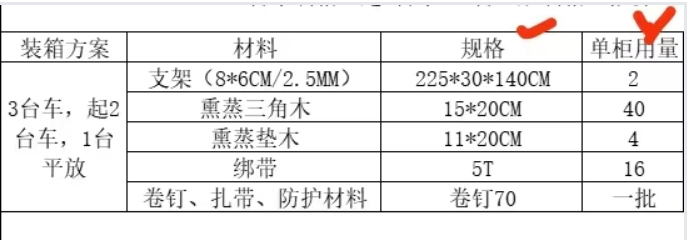 装箱方案 材料 规格 单柜用量
3台车，起2台车，1台平放
支架（8*6CM/2.5MM） 225*30*140CM 2
熏蒸三角木 15*20CM 40
熏蒸垫木 11*20CM 4
绑带 5T 16
卷钉、扎带、防护材料 卷钉70 一批